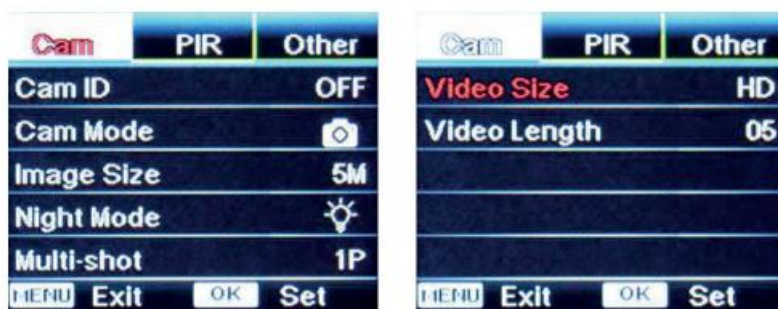 Cam PIR Other
Cam ID OFF
Cam Mode
Image Size 5M
Night Mode
Multi-shot 1P
MENU Exit OK Set
Cam PIR Other
Video Size HD
Video Length 05
MENU Exit OK Set